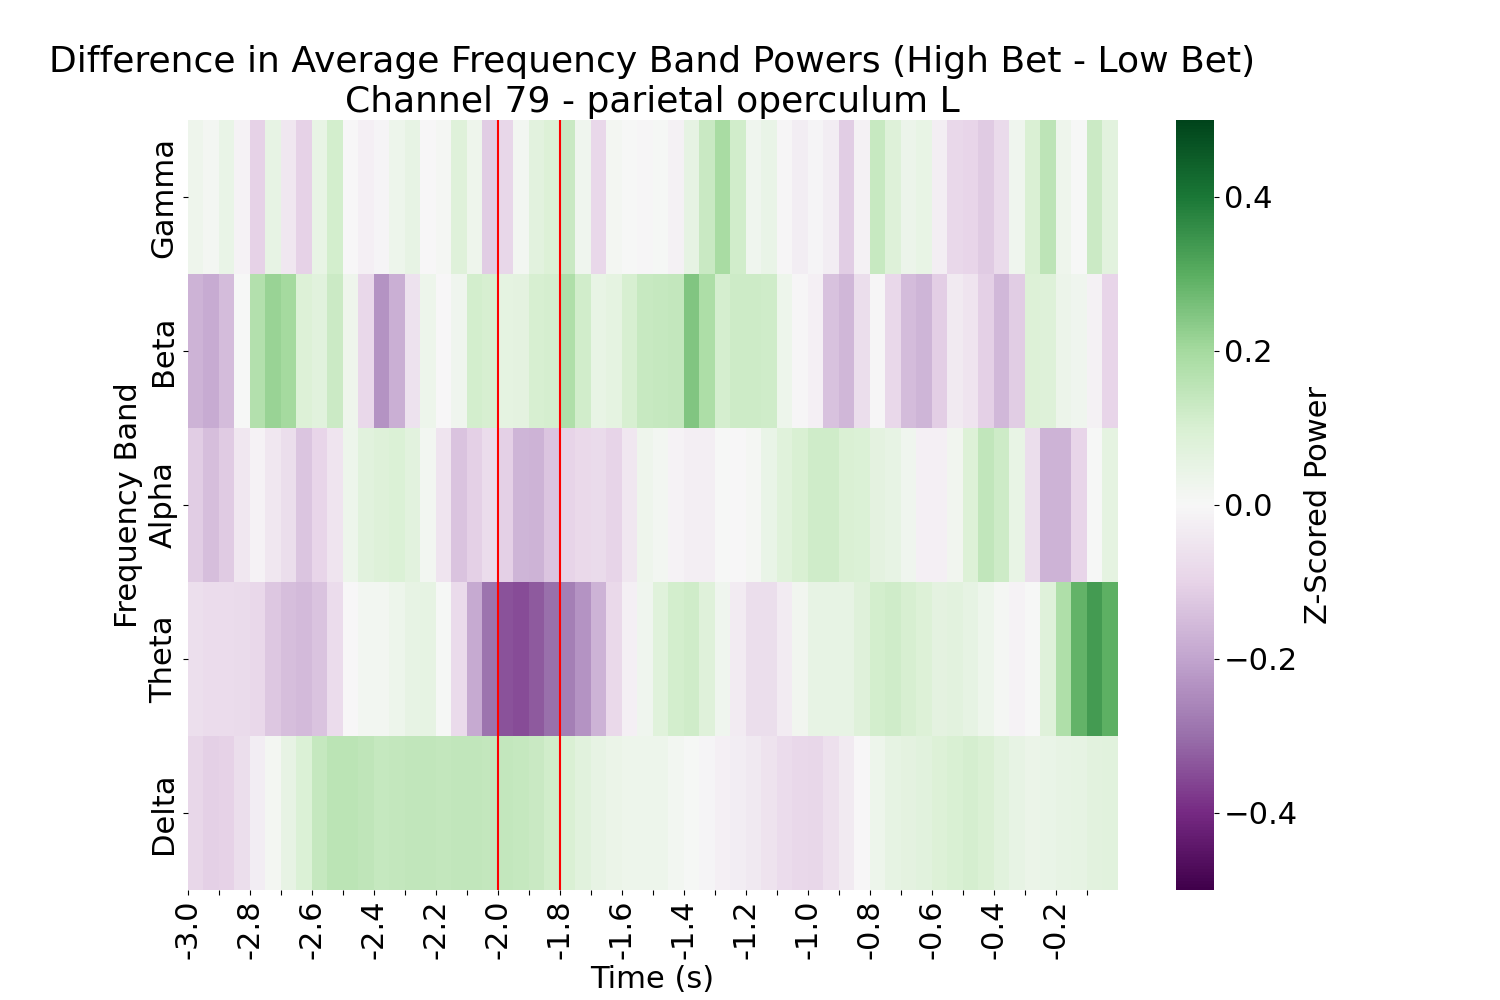 Difference in Average Frequency Band Powers (High Bet - Low Bet)
Channel 79 - parietal operculum L
Frequency Band
Gamma
Beta
Alpha
Theta
Delta
-3.0
-2.8
-2.6
-2.4
-2.2
-2.0
-1.8
-1.6
-1.4
-1.2
-1.0
-0.8
-0.6
-0.4
-0.2
Time (s)
0.4
0.2
0.0
−0.2
−0.4
Z-Scored Power